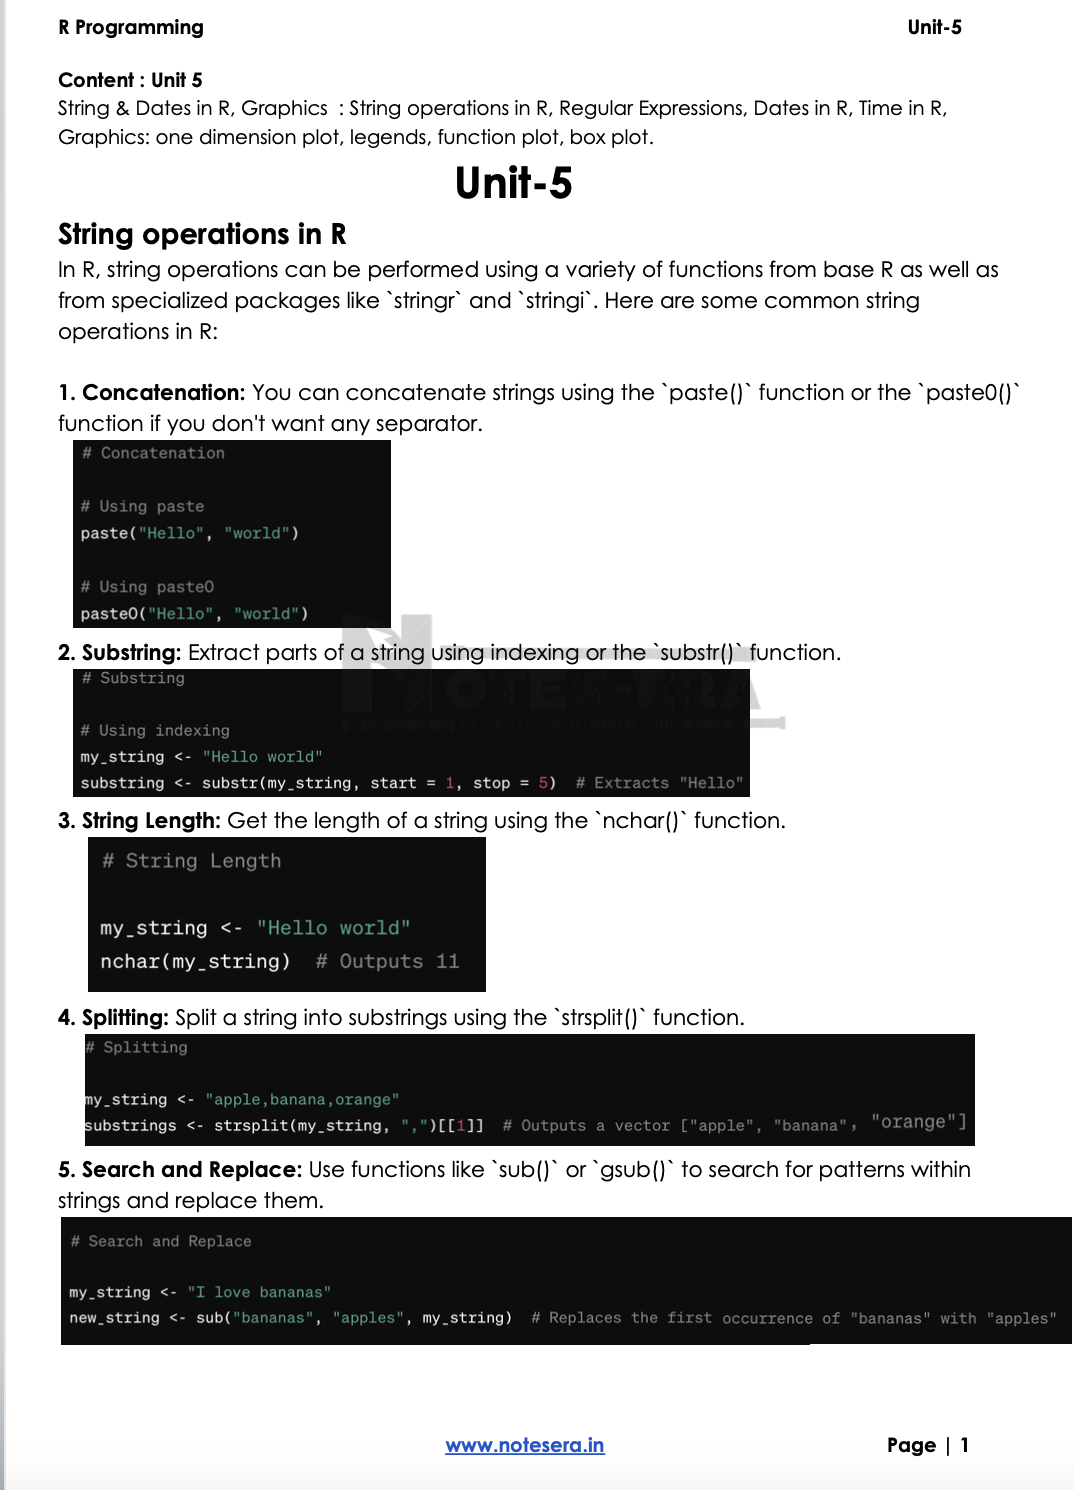 R Programming
Unit-5
Content : Unit 5
String & Dates in R, Graphics : String operations in R, Regular Expressions, Dates in R, Time in R,
Graphics: one dimension plot, legends, function plot, box plot.
Unit-5
String operations in R
In R, string operations can be performed using a variety of functions from base R as well as
from specialized packages like `stringr` and `stringi`. Here are some common string
operations in R:
1. Concatenation: You can concatenate strings using the `paste()` function or the `paste0()`
function if you don't want any separator.
# Concatenation
# Using paste
paste("Hello", "world")
# Using paste0
paste0("Hello", "world")
2. Substring: Extract parts of a string using indexing or the `substr()` function.
NOTES-ERA
# Substring
# Using indexing
my_string <- "Hello world"
substring <- substr(my_string, start = 1, stop = 5)  # Extracts "Hello"
3. String Length: Get the length of a string using the `nchar()` function.
# String Length
my_string <- "Hello world"
nchar(my_string)  # Outputs 11
4. Splitting: Split a string into substrings using the `strsplit()` function.
# Splitting
my_string <- "apple,banana,orange"
substrings <- strsplit(my_string, ",")[[1]]  # Outputs a vector ["apple", "banana", "orange"]
5. Search and Replace: Use functions like `sub()` or `gsub()` to search for patterns within
strings and replace them.
# Search and Replace
my_string <- "I love bananas"
new_string <- sub("bananas", "apples", my_string)  # Replaces the first occurrence of "bananas" with "apples"
www.notesera.in
Page | 1